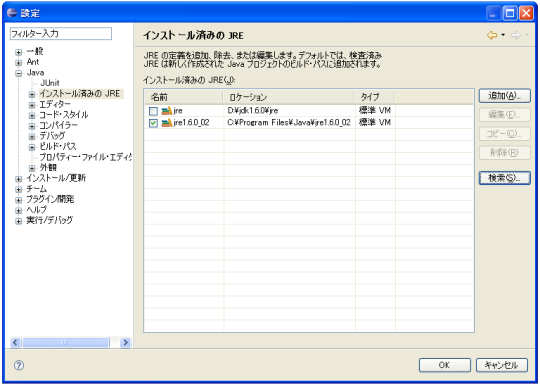 設定
フィルター入力
一般
Ant
Java
JUnit
インストール済みの JRE
エディター
コード・スタイル
コンパイラー
デバッグ
ビルド・パス
プロパティー・ファイル・エディ
外観
インストール/更新
チーム
プラグイン開発
ヘルプ
実行/デバッグ
インストール済みの JRE
JRE の定義を追加、除去、または編集します。デフォルトでは、検査済み
JRE は新しく作成された Java プロジェクトのビルド・パスに追加されます。
インストール済みの JRE(J):
名前 ロケーション タイプ
jre D:¥jdk1.6.0¥jre 標準 VM
jre1.6.0_02 C:¥Program Files¥Java¥jre1.6.0_02 標準 VM
追加(A)...
編集(E)...
コピー(C)...
削除(R)
検索(S)...
OK キャンセル